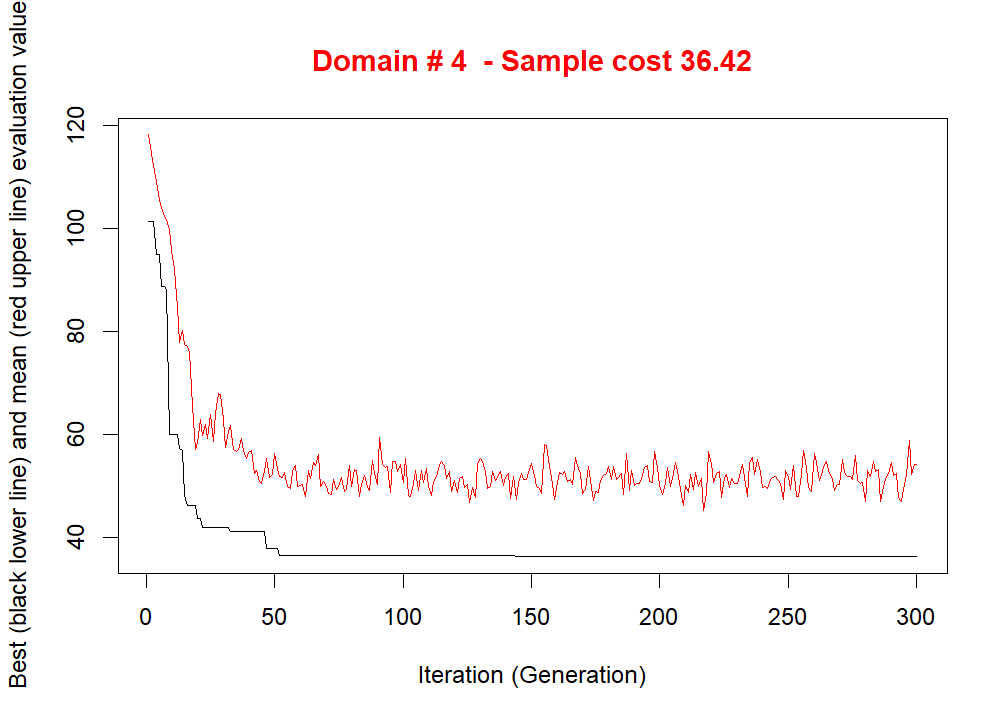 Domain # 4  - Sample cost 36.42
Best (black lower line) and mean (red upper line) evaluation value
120
100
80
60
40
0 50 100 150 200 250 300
Iteration (Generation)